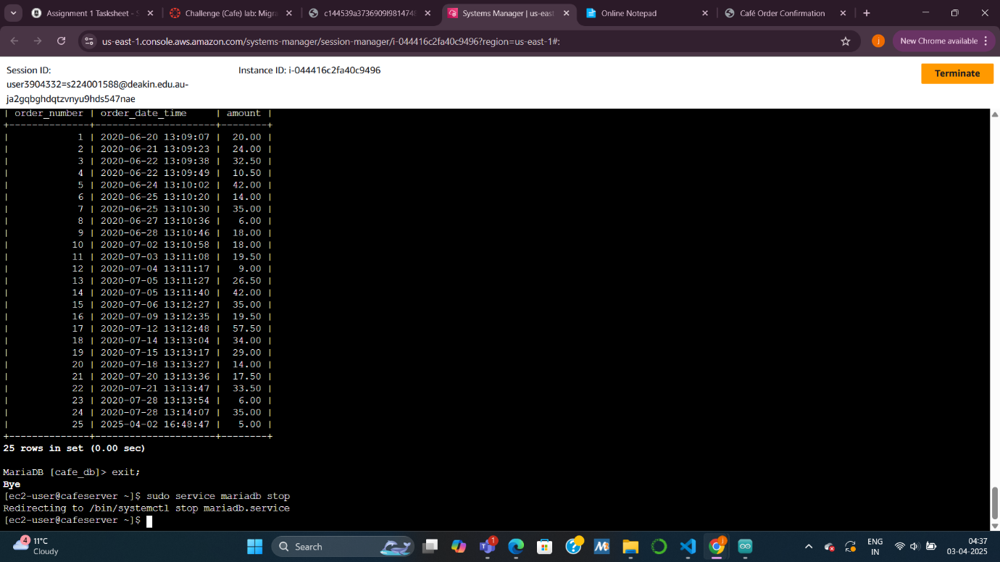 Assignment 1 Tasksheet - S
Challenge (Cafe) lab: Migra
c144539a3736909l981474
Systems Manager | us-east
Online Notepad
Café Order Confirmation
us-east-1.console.aws.amazon.com/systems-manager/session-manager/i-044416c2fa40c9496?region=us-east-1#:
j
New Chrome available
Session ID:
Instance ID: i-044416c2fa40c9496
Terminate
user3904332=s224001588@deakin.edu.au-
ja2gqbghdqtzvnyu9hds547nae
| order_number | order_date_time     | amount |
+--------------+---------------------+--------+
|            1 | 2020-06-20 13:09:07 |  20.00 |
|            2 | 2020-06-21 13:09:23 |  24.00 |
|            3 | 2020-06-22 13:09:38 |  32.50 |
|            4 | 2020-06-22 13:09:49 |  10.50 |
|            5 | 2020-06-24 13:10:02 |  42.00 |
|            6 | 2020-06-25 13:10:20 |  14.00 |
|            7 | 2020-06-25 13:10:30 |  35.00 |
|            8 | 2020-06-27 13:10:36 |   6.00 |
|            9 | 2020-06-28 13:10:46 |  18.00 |
|           10 | 2020-07-02 13:10:58 |  18.00 |
|           11 | 2020-07-03 13:11:08 |  19.50 |
|           12 | 2020-07-04 13:11:17 |   9.00 |
|           13 | 2020-07-05 13:11:27 |  26.50 |
|           14 | 2020-07-05 13:11:40 |  42.00 |
|           15 | 2020-07-06 13:12:27 |  35.00 |
|           16 | 2020-07-09 13:12:35 |  19.50 |
|           17 | 2020-07-12 13:12:48 |  57.50 |
|           18 | 2020-07-14 13:13:04 |  34.00 |
|           19 | 2020-07-15 13:13:17 |  29.00 |
|           20 | 2020-07-18 13:13:27 |  14.00 |
|           21 | 2020-07-20 13:13:36 |  17.50 |
|           22 | 2020-07-21 13:13:47 |  33.50 |
|           23 | 2020-07-28 13:13:54 |   6.00 |
|           24 | 2020-07-28 13:14:07 |  35.00 |
|           25 | 2025-04-02 16:48:47 |   5.00 |
+--------------+---------------------+--------+
25 rows in set (0.00 sec)
MariaDB [cafe_db]> exit;
Bye
[ec2-user@cafeserver ~]$ sudo service mariadb stop
Redirecting to /bin/systemctl stop mariadb.service
[ec2-user@cafeserver ~]$
4
11°C
Cloudy
Search
1
j
ENG
IN
04:37
03-04-2025